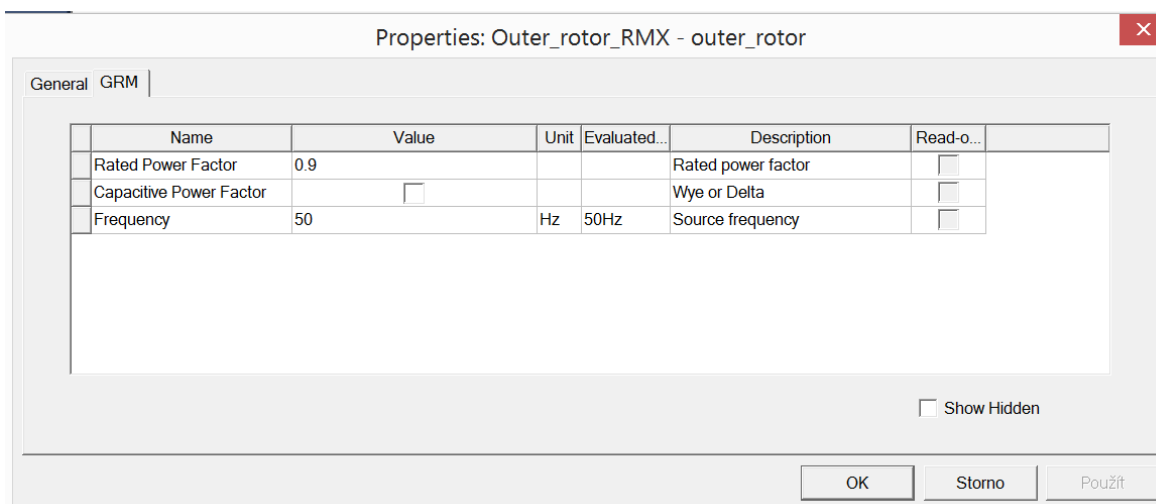 Properties: Outer_rotor_RMX - outer_rotor
General GRM
Name Value Unit Evaluated... Description Read-o...
Rated Power Factor 0.9 Rated power factor
Capacitive Power Factor Wye or Delta
Frequency 50 Hz 50Hz Source frequency
Show Hidden
OK Storno Použít